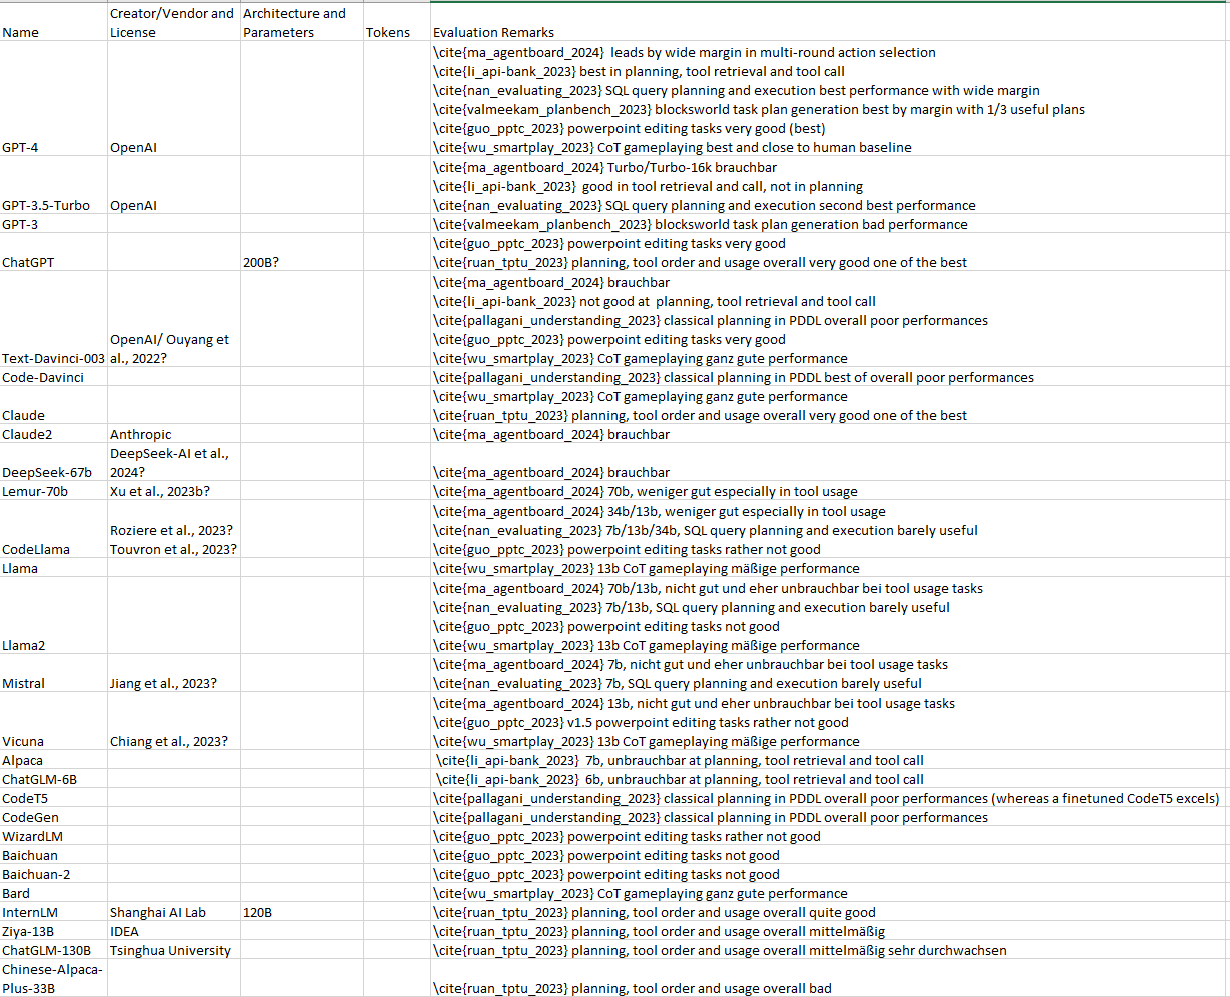 Name	Creator/Vendor and License	Architecture and Parameters	Tokens	Evaluation Remarks
\cite{ma_agentboard_2024}  leads by wide margin in multi-round action selection
\cite{li_api-bank_2023} best in planning, tool retrieval and tool call
\cite{nan_evaluating_2023} SQL query planning and execution best performance with wide margin
\cite{valmeekam_planbench_2023} blocksworld task plan generation best by margin with 1/3 useful plans
\cite{guo_pptc_2023} powerpoint editing tasks very good (best)
GPT-4	OpenAI	\cite{wu_smartplay_2023} CoT gameplaying best and close to human baseline
\cite{ma_agentboard_2024} Turbo/Turbo-16k brauchbar
\cite{li_api-bank_2023}  good in tool retrieval and call, not in planning
GPT-3.5-Turbo	OpenAI	\cite{nan_evaluating_2023} SQL query planning and execution second best performance
GPT-3	\cite{valmeekam_planbench_2023} blocksworld task plan generation bad performance
\cite{guo_pptc_2023} powerpoint editing tasks very good
ChatGPT	200B?	\cite{ruan_tptu_2023} planning, tool order and usage overall very good one of the best
\cite{ma_agentboard_2024} brauchbar
\cite{li_api-bank_2023} not good at  planning, tool retrieval and tool call
\cite{pallagani_understanding_2023} classical planning in PDDL overall poor performances
OpenAI/ Ouyang et	\cite{guo_pptc_2023} powerpoint editing tasks very good
Text-Davinci-003	al., 2022?	\cite{wu_smartplay_2023} CoT gameplaying ganz gute performance
Code-Davinci	\cite{pallagani_understanding_2023} classical planning in PDDL best of overall poor performances
\cite{wu_smartplay_2023} CoT gameplaying ganz gute performance
Claude	\cite{ruan_tptu_2023} planning, tool order and usage overall very good one of the best
Claude2	Anthropic	\cite{ma_agentboard_2024} brauchbar
DeepSeek-AI et al.,
DeepSeek-67b	2024?	\cite{ma_agentboard_2024} brauchbar
Lemur-70b	Xu et al., 2023b?	\cite{ma_agentboard_2024} 70b, weniger gut especially in tool usage
\cite{ma_agentboard_2024} 34b/13b, weniger gut especially in tool usage
Roziere et al., 2023?	\cite{nan_evaluating_2023} 7b/13b/34b, SQL query planning and execution barely useful
CodeLlama	Touvron et al., 2023?	\cite{guo_pptc_2023} powerpoint editing tasks rather not good
Llama	\cite{wu_smartplay_2023} 13b CoT gameplaying mäßige performance
\cite{ma_agentboard_2024} 70b/13b, nicht gut und eher unbrauchbar bei tool usage tasks
\cite{nan_evaluating_2023} 7b/13b, SQL query planning and execution barely useful
\cite{guo_pptc_2023} powerpoint editing tasks not good
Llama2	\cite{wu_smartplay_2023} 13b CoT gameplaying mäßige performance
\cite{ma_agentboard_2024} 7b, nicht gut und eher unbrauchbar bei tool usage tasks
Mistral	Jiang et al., 2023?	\cite{nan_evaluating_2023} 7b, SQL query planning and execution barely useful
\cite{ma_agentboard_2024} 13b, nicht gut und eher unbrauchbar bei tool usage tasks
\cite{guo_pptc_2023} v1.5 powerpoint editing tasks rather not good
Vicuna	Chiang et al., 2023?	\cite{wu_smartplay_2023} 13b CoT gameplaying mäßige performance
Alpaca	\cite{li_api-bank_2023}  7b, unbrauchbar at planning, tool retrieval and tool call
ChatGLM-6B	\cite{li_api-bank_2023}  6b, unbrauchbar at planning, tool retrieval and tool call
CodeT5	\cite{pallagani_understanding_2023} classical planning in PDDL overall poor performances (whereas a finetuned CodeT5 excels)
CodeGen	\cite{pallagani_understanding_2023} classical planning in PDDL overall poor performances
WizardLM	\cite{guo_pptc_2023} powerpoint editing tasks rather not good
Baichuan	\cite{guo_pptc_2023} powerpoint editing tasks not good
Baichuan-2	\cite{guo_pptc_2023} powerpoint editing tasks not good
Bard	\cite{wu_smartplay_2023} CoT gameplaying ganz gute performance
InternLM	Shanghai AI Lab	120B	\cite{ruan_tptu_2023} planning, tool order and usage overall quite good
Ziya-13B	IDEA	\cite{ruan_tptu_2023} planning, tool order and usage overall mittelmäßig
ChatGLM-130B	Tsinghua University	\cite{ruan_tptu_2023} planning, tool order and usage overall mittelmäßig sehr durchwachsen
Chinese-Alpaca-
Plus-33B	\cite{ruan_tptu_2023} planning, tool order and usage overall bad